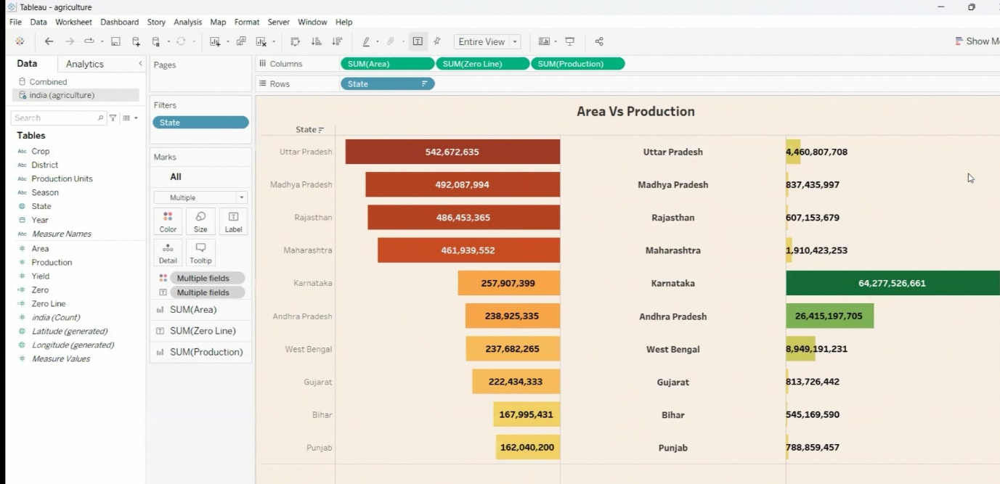 Tableau - agriculture
File Data Worksheet Dashboard Story Analysis Map Format Server Window Help
Entire View
Data Analytics
Combined
india (agriculture)
Search
Tables
Abc Crop
Abc District
Abc Production Units
Abc Season
State
Year
Abc Measure Names
# Area
# Production
# Yield
=# Zero
=# Zero Line
# india (Count)
Latitude (generated)
Longitude (generated)
# Measure Values
Pages
Filters
State
Marks
All
Multiple
Color Size Label
Detail Tooltip
Multiple fields
Multiple fields
SUM(Area)
SUM(Zero Line)
SUM(Production)
Columns SUM(Area) SUM(Zero Line) SUM(Production)
Rows State
Area Vs Production
State
Uttar Pradesh 542,672,635 Uttar Pradesh 4,460,807,708
Madhya Pradesh 492,087,994 Madhya Pradesh 837,435,997
Rajasthan 486,453,365 Rajasthan 607,153,679
Maharashtra 461,939,552 Maharashtra 1,910,423,253
Karnataka 257,907,399 Karnataka 64,277,526,661
Andhra Pradesh 238,925,335 Andhra Pradesh 26,415,197,705
West Bengal 237,682,265 West Bengal 8,949,191,231
Gujarat 222,434,333 Gujarat 813,726,442
Bihar 167,995,431 Bihar 545,169,590
Punjab 162,040,200 Punjab 788,859,457
Show